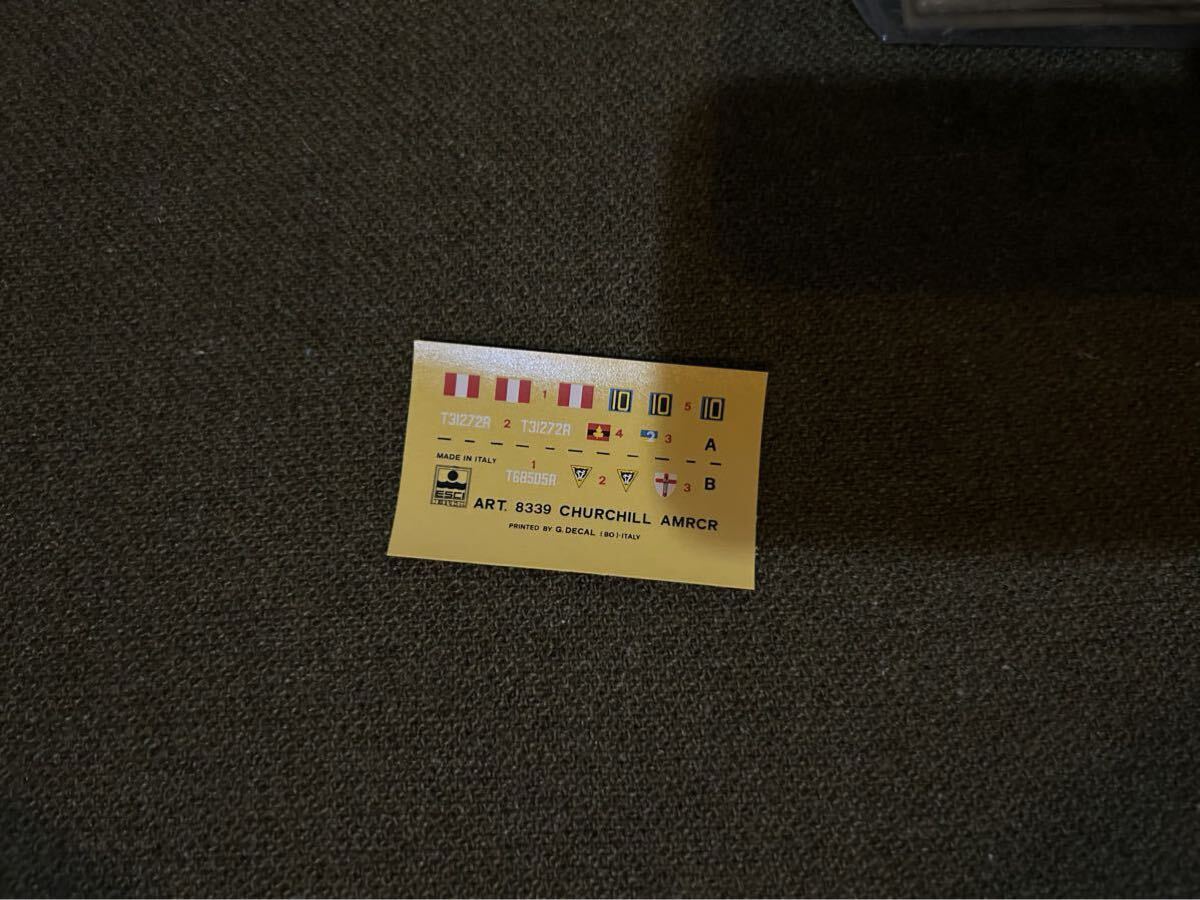 1 10 10 5 10
T31272R 2 T31272R 4 3 A
MADE IN ITALY
1
T68505R 2 3 B
ESCI
ART. 8339 CHURCHILL AMRCR
PRINTED BY G. DECAL (BO)-ITALY